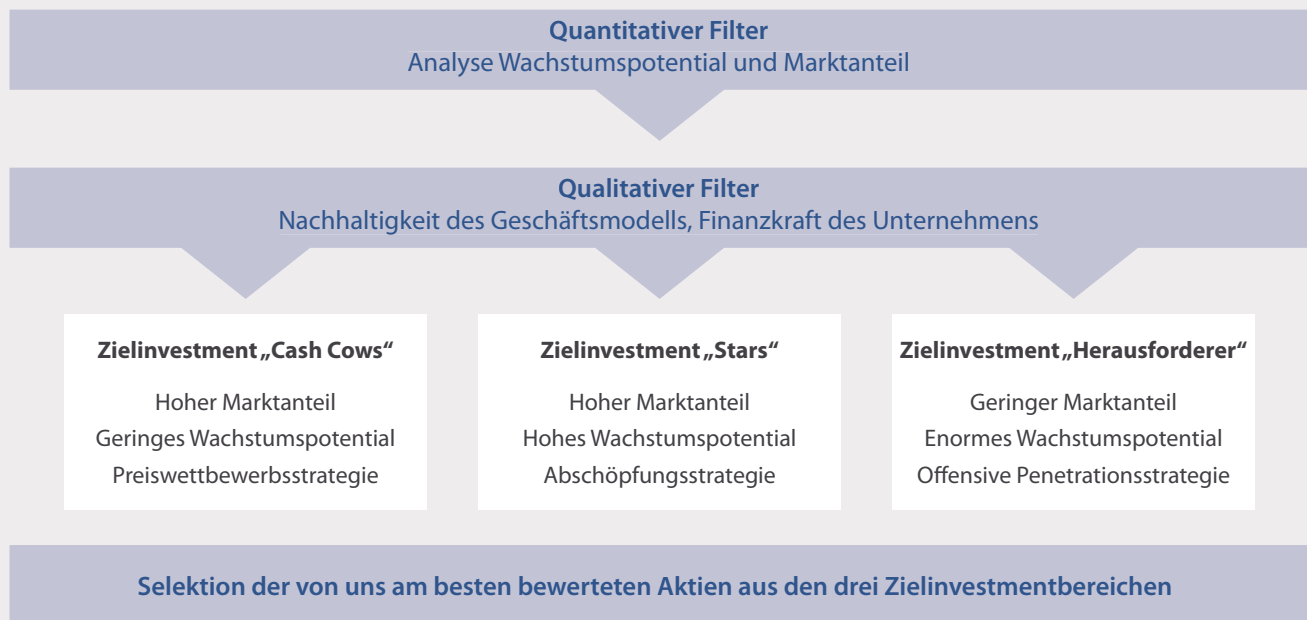 Quantitativer Filter
Analyse Wachstumspotential und Marktanteil
Qualitativer Filter
Nachhaltigkeit des Geschäftsmodells, Finanzkraft des Unternehmens
Zielinvestment „Cash Cows“
Hoher Marktanteil
Geringes Wachstumspotential
Preiswettbewerbsstrategie
Zielinvestment „Stars“
Hoher Marktanteil
Hohes Wachstumspotential
Abschöpfungsstrategie
Zielinvestment „Herausforderer“
Geringer Marktanteil
Enormes Wachstumspotential
Offensive Penetrationsstrategie
Selektion der von uns am besten bewerteten Aktien aus den drei Zielinvestmentbereichen